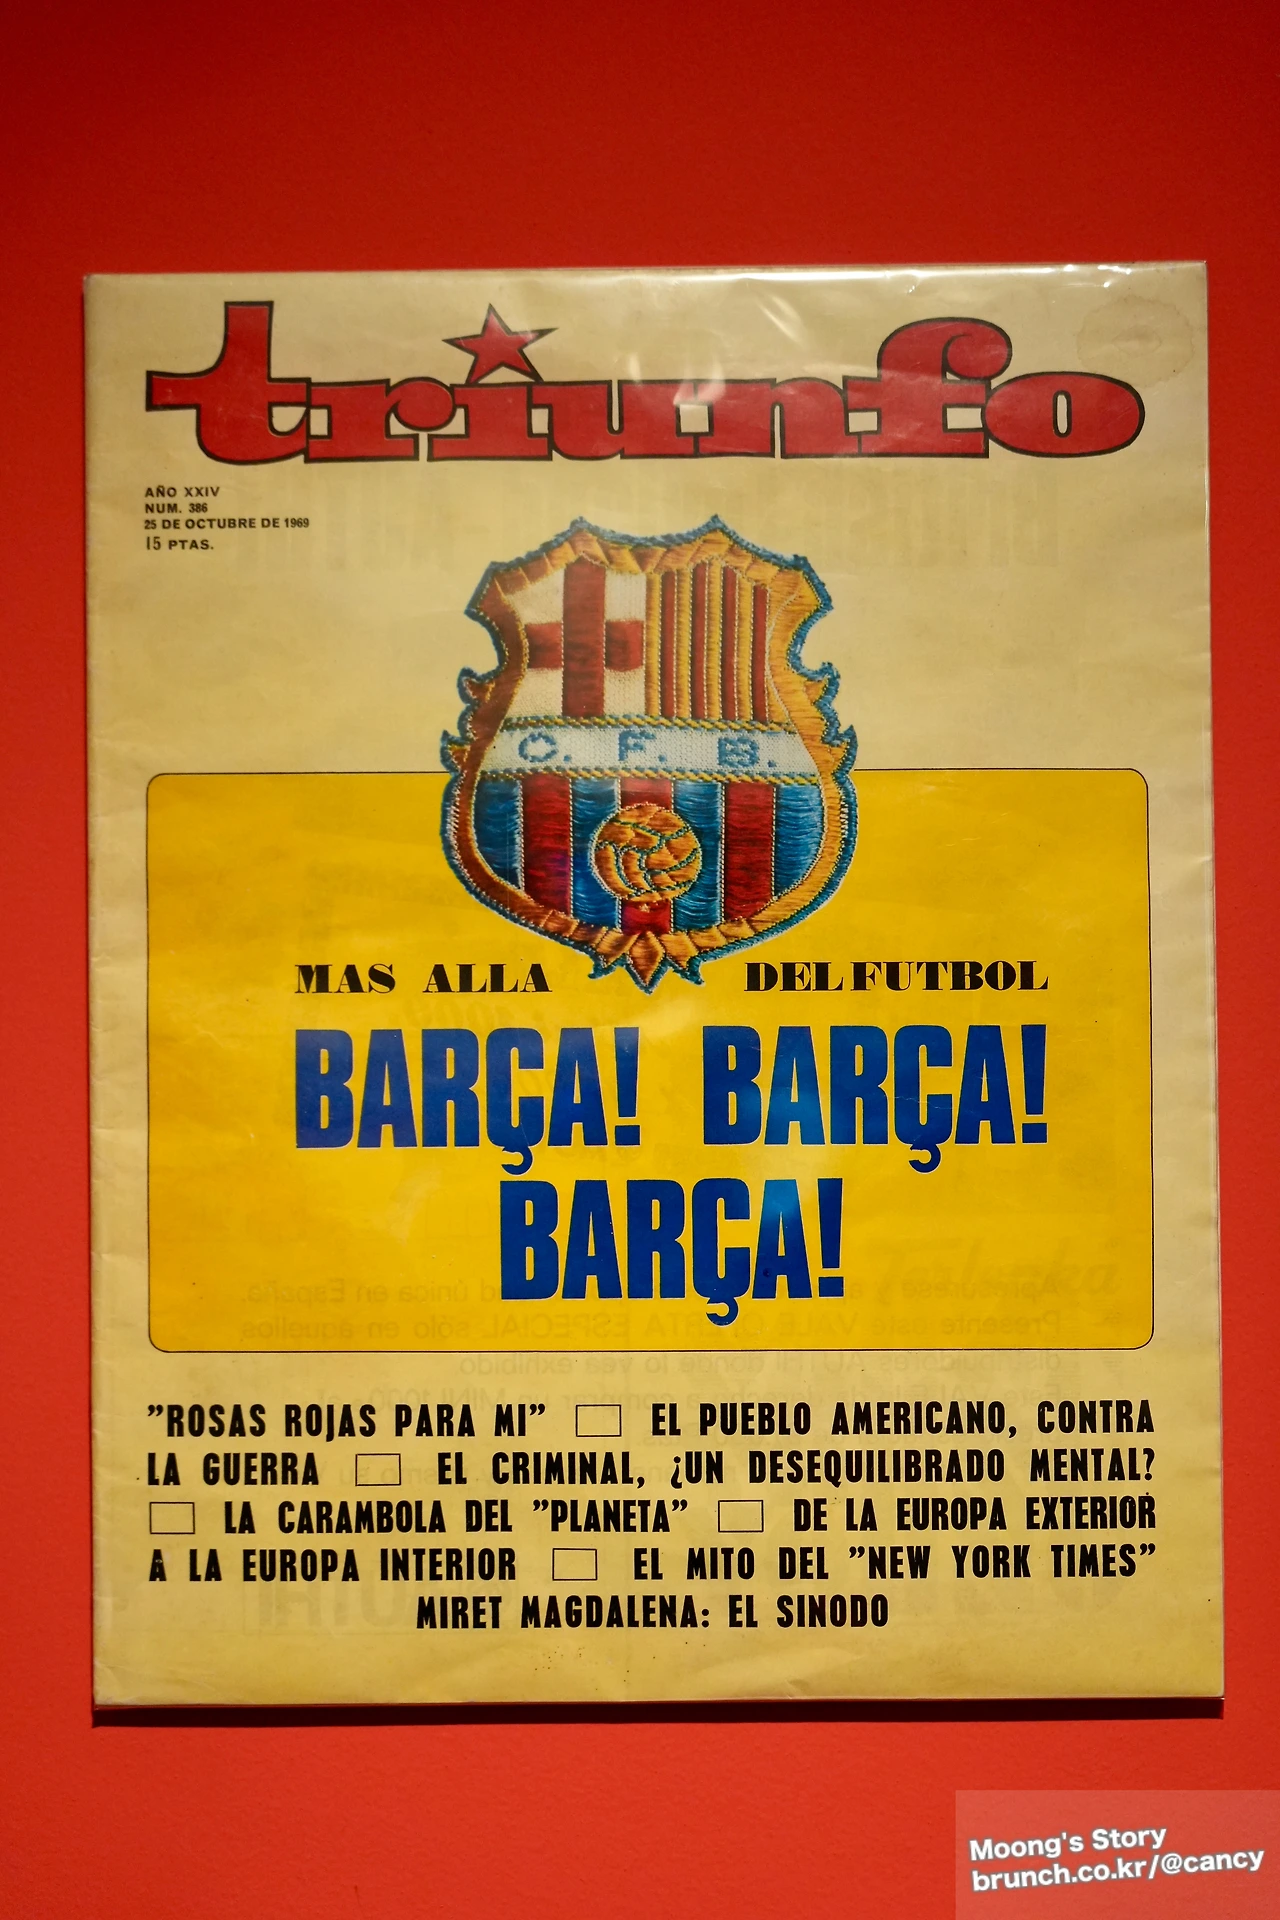 triunfo
AÑO XXIV
NUM. 386
25 DE OCTUBRE DE 1969
15 PTAS.
C. F. B.
MAS ALLA DEL FUTBOL
BARÇA! BARÇA!
BARÇA!
"ROSAS ROJAS PARA MI" EL PUEBLO AMERICANO, CONTRA
LA GUERRA EL CRIMINAL, ¿UN DESEQUILIBRADO MENTAL?
LA CARAMBOLA DEL "PLANETA" DE LA EUROPA EXTERIOR
A LA EUROPA INTERIOR EL MITO DEL "NEW YORK TIMES"
MIRET MAGDALENA: EL SINODO
Moong's Story
brunch.co.kr/@cancy